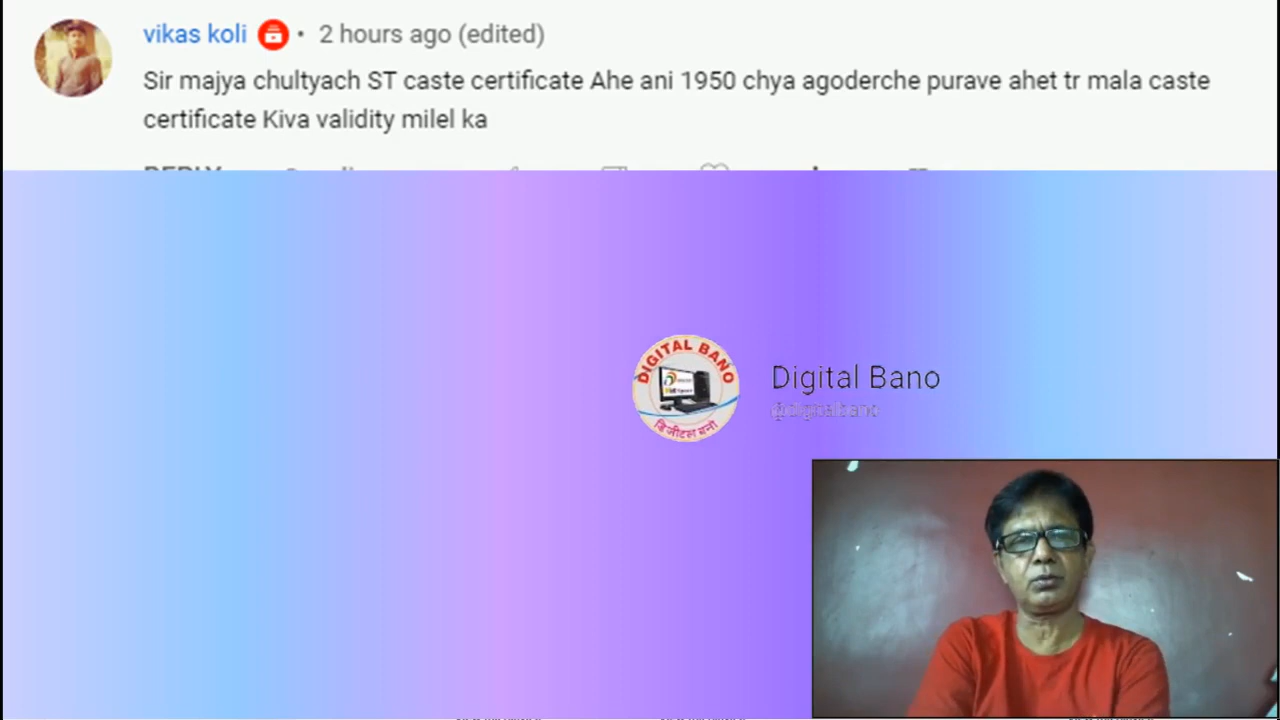 vikas koli • 2 hours ago (edited)
Sir majya chultyach ST caste certificate Ahe ani 1950 chya agoderche purave ahet tr mala caste
certificate Kiva validity milel ka
DIGITAL BANO
डिजीटल बनो
Digital Bano
@digitalbano